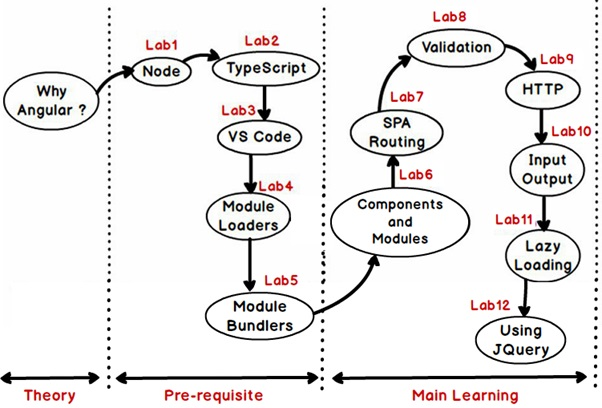 Why
Angular ?
Lab1
Node
Lab2
TypeScript
Lab3
VS Code
Lab4
Module
Loaders
Lab5
Module
Bundlers
Lab6
Components
and
Modules
Lab7
SPA
Routing
Lab8
Validation
Lab9
HTTP
Lab10
Input
Output
Lab11
Lazy
Loading
Lab12
Using
JQuery
Theory
Pre-requisite
Main Learning